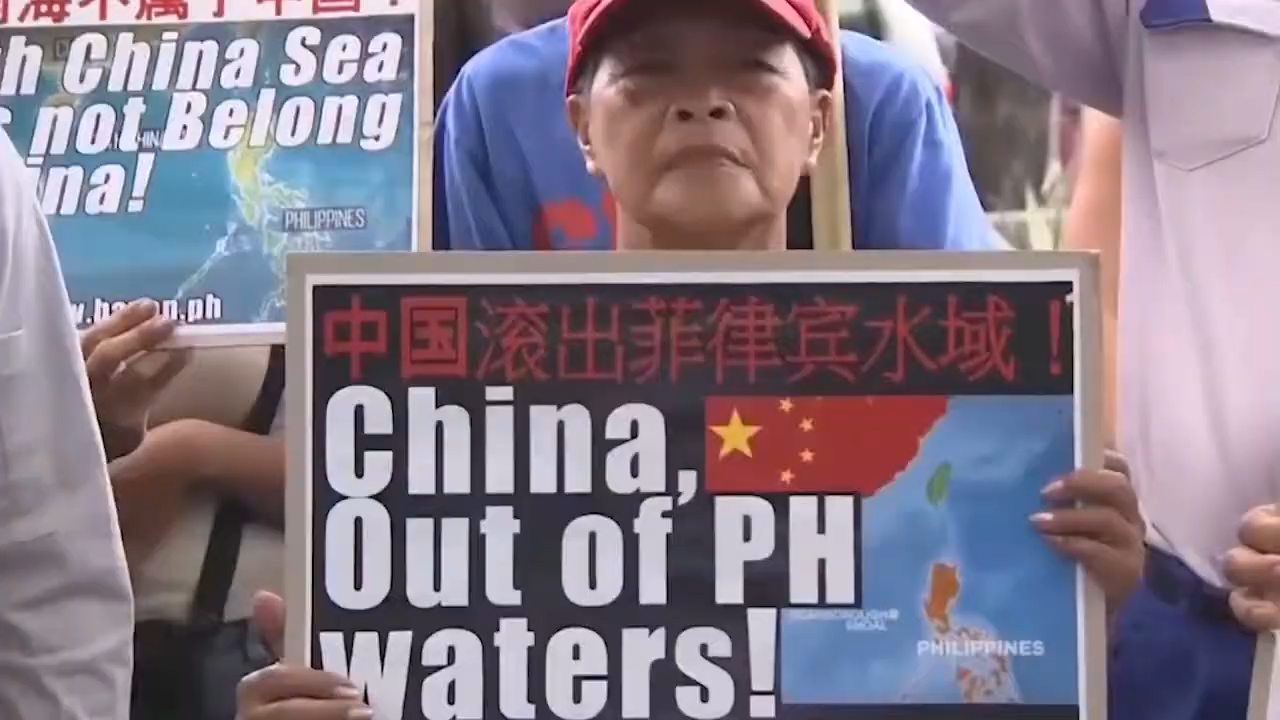 海不属于中国!
h China Sea
not Belong
ina!
PHILIPPINES
中国滚出菲律宾水域！
China,
Out of PH
waters!
SHOAL
PHILIPPINES